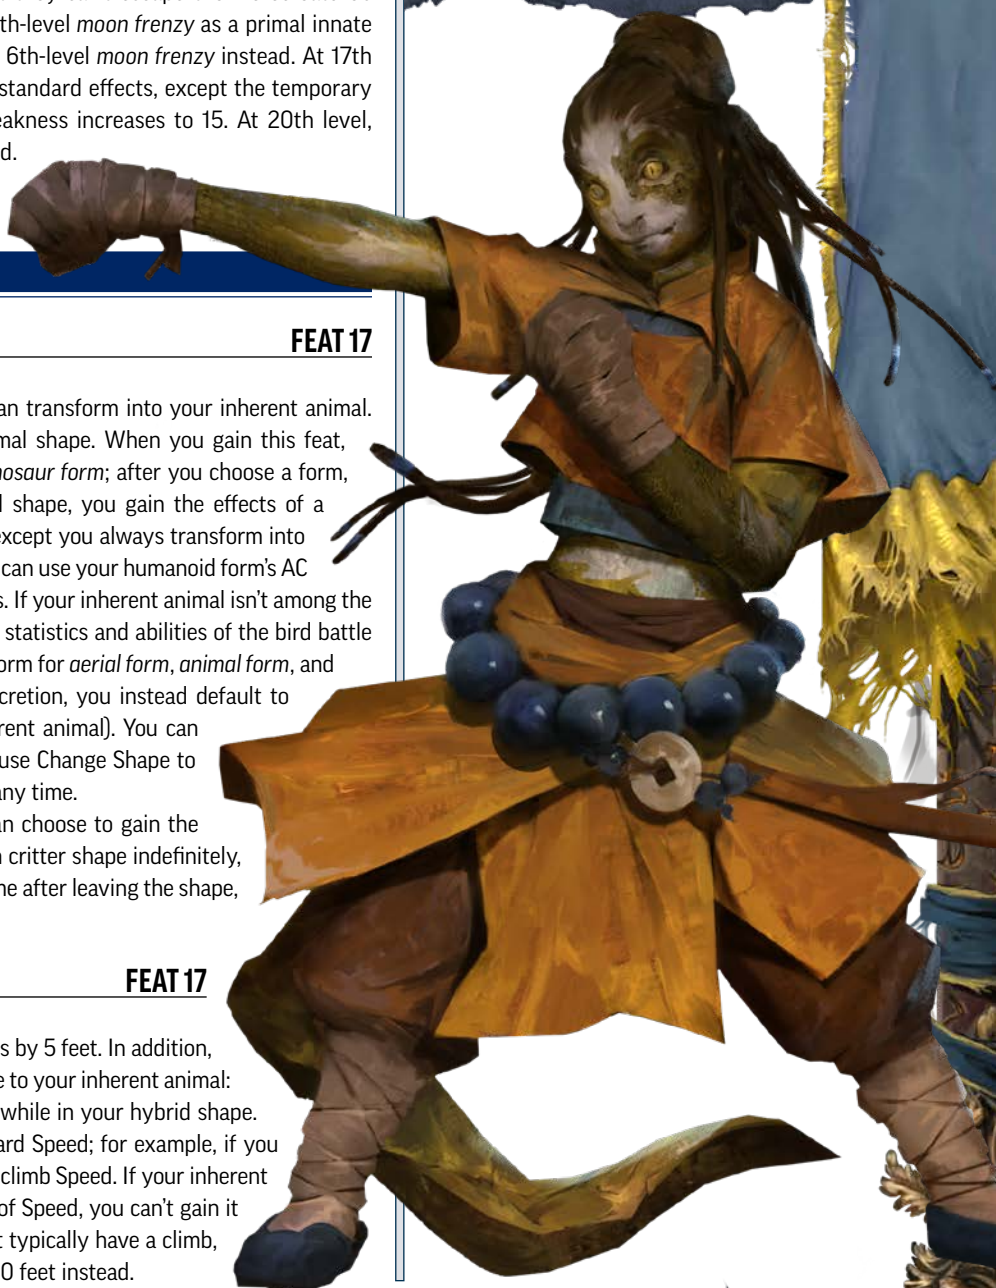 th-level moon frenzy as a primal innate
6th-level moon frenzy instead. At 17th
standard effects, except the temporary
eakness increases to 15. At 20th level,
d.
FEAT 17
an transform into your inherent animal.
mal shape. When you gain this feat,
nosaur form; after you choose a form,
l shape, you gain the effects of a
except you always transform into
can use your humanoid form's AC
s. If your inherent animal isn't among the
statistics and abilities of the bird battle
orm for aerial form, animal form, and
cretion, you instead default to
rent animal). You can
use Change Shape to
any time.
an choose to gain the
n critter shape indefinitely,
ne after leaving the shape,
FEAT 17
s by 5 feet. In addition,
e to your inherent animal:
while in your hybrid shape.
ard Speed; for example, if you
climb Speed. If your inherent
of Speed, you can't gain it
t typically have a climb,
0 feet instead.